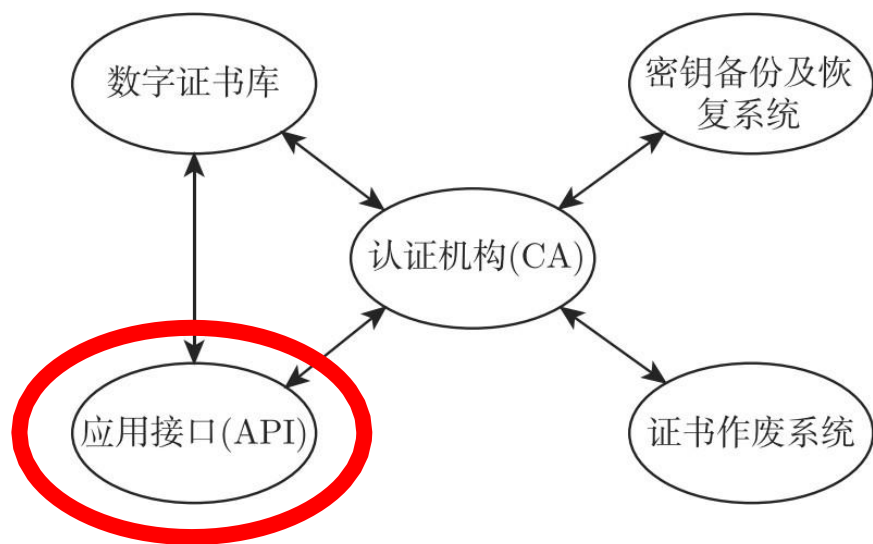 数字证书库
密钥备份及恢
复系统
认证机构(CA)
应用接口(API)
证书作废系统